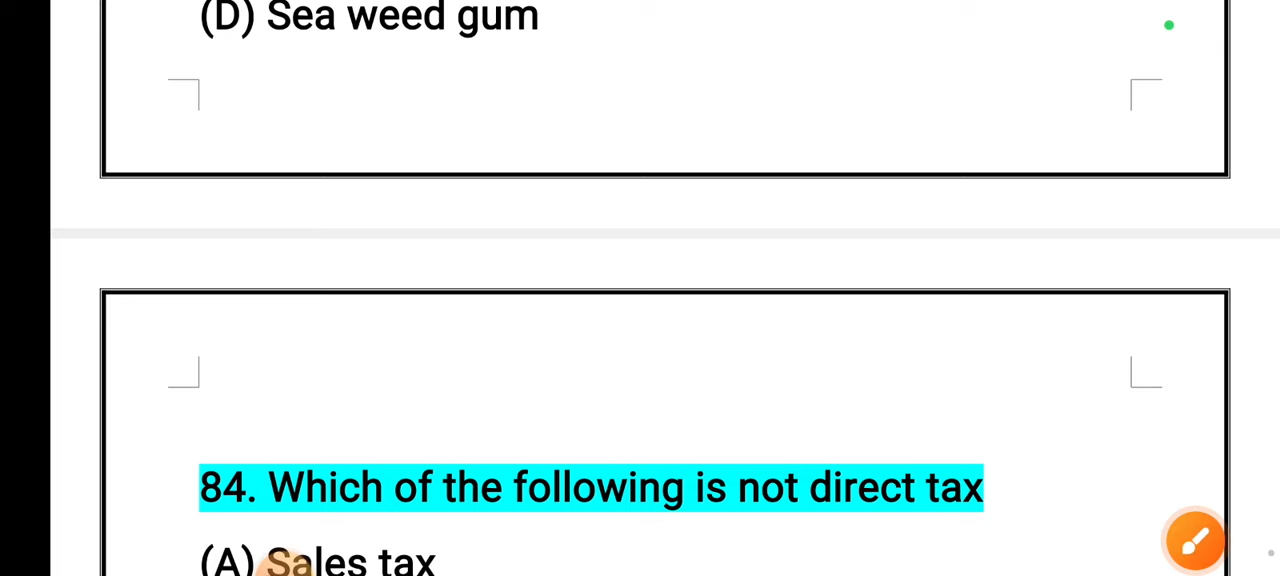 (D) Sea weed gum
84. Which of the following is not direct tax
(A) Sales tax